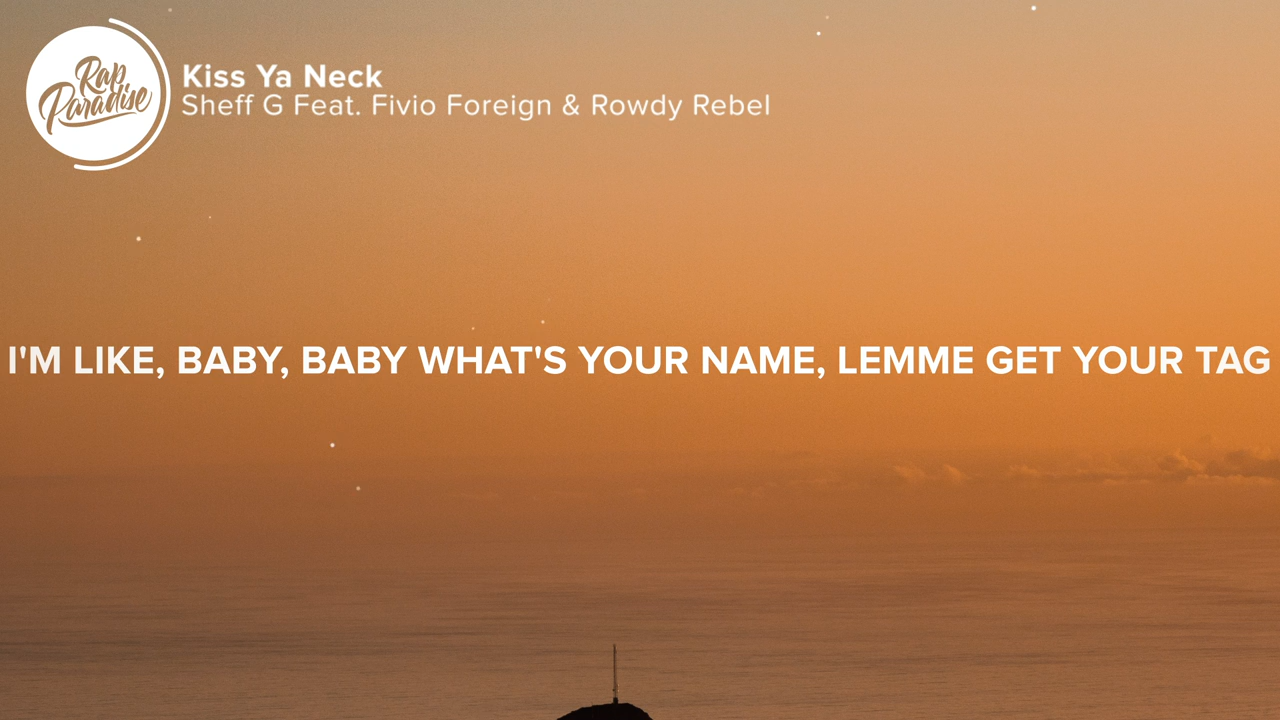 Rap
Paradise
Kiss Ya Neck
Sheff G Feat. Fivio Foreign & Rowdy Rebel
I'M LIKE, BABY, BABY WHAT'S YOUR NAME, LEMME GET YOUR TAG